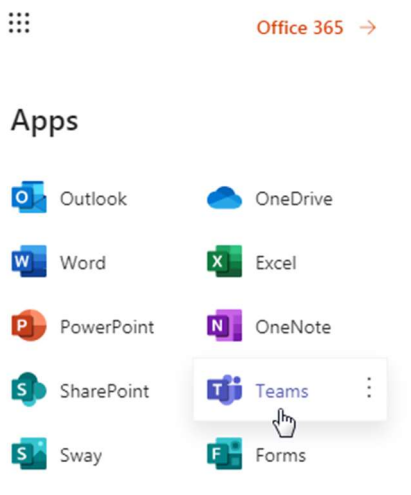 Office 365 →
Apps
Outlook OneDrive
Word Excel
PowerPoint OneNote
SharePoint Teams
Sway Forms